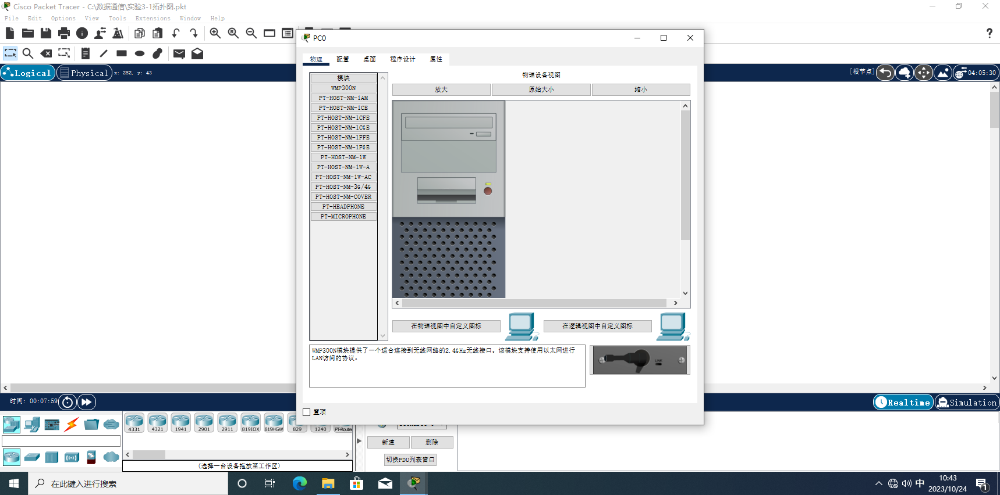 Cisco Packet Tracer - C:\数据通信\实验3-1拓扑图.pkt
File Edit Options View Tools Extensions Window Help
PC0
物理 配置 桌面 程序设计 属性
Logical
Physical
x: 282, y: 43
[根节点]
04:05:30
模块
WMP300N
PT-HOST-NM-1AM
PT-HOST-NM-1CE
PT-HOST-NM-1CFE
PT-HOST-NM-1CGE
PT-HOST-NM-1FFE
PT-HOST-NM-1FGE
PT-HOST-NM-1W
PT-HOST-NM-1W-A
PT-HOST-NM-1W-AC
PT-HOST-NM-3G/4G
PT-HOST-NM-COVER
PT-HEADPHONE
PT-MICROPHONE
物理设备视图
放大 原始大小 缩小
在物理视图中自定义图标
在逻辑视图中自定义图标
WMP300N模块提供了一个适合连接到无线网络的2.4GHz无线接口。该模块支持使用以太网进行
LAN访问的协议。
LINK
置顶
时间: 00:07:59
Realtime
Simulation
4331 4321 1941 2901 2911 819IOX 819HGW 829 1240 PT-Router
新建 删除
切换PDU列表窗口
(选择一台设备拖放至工作区)
在此键入进行搜索
中
10:43
2023/10/24
1